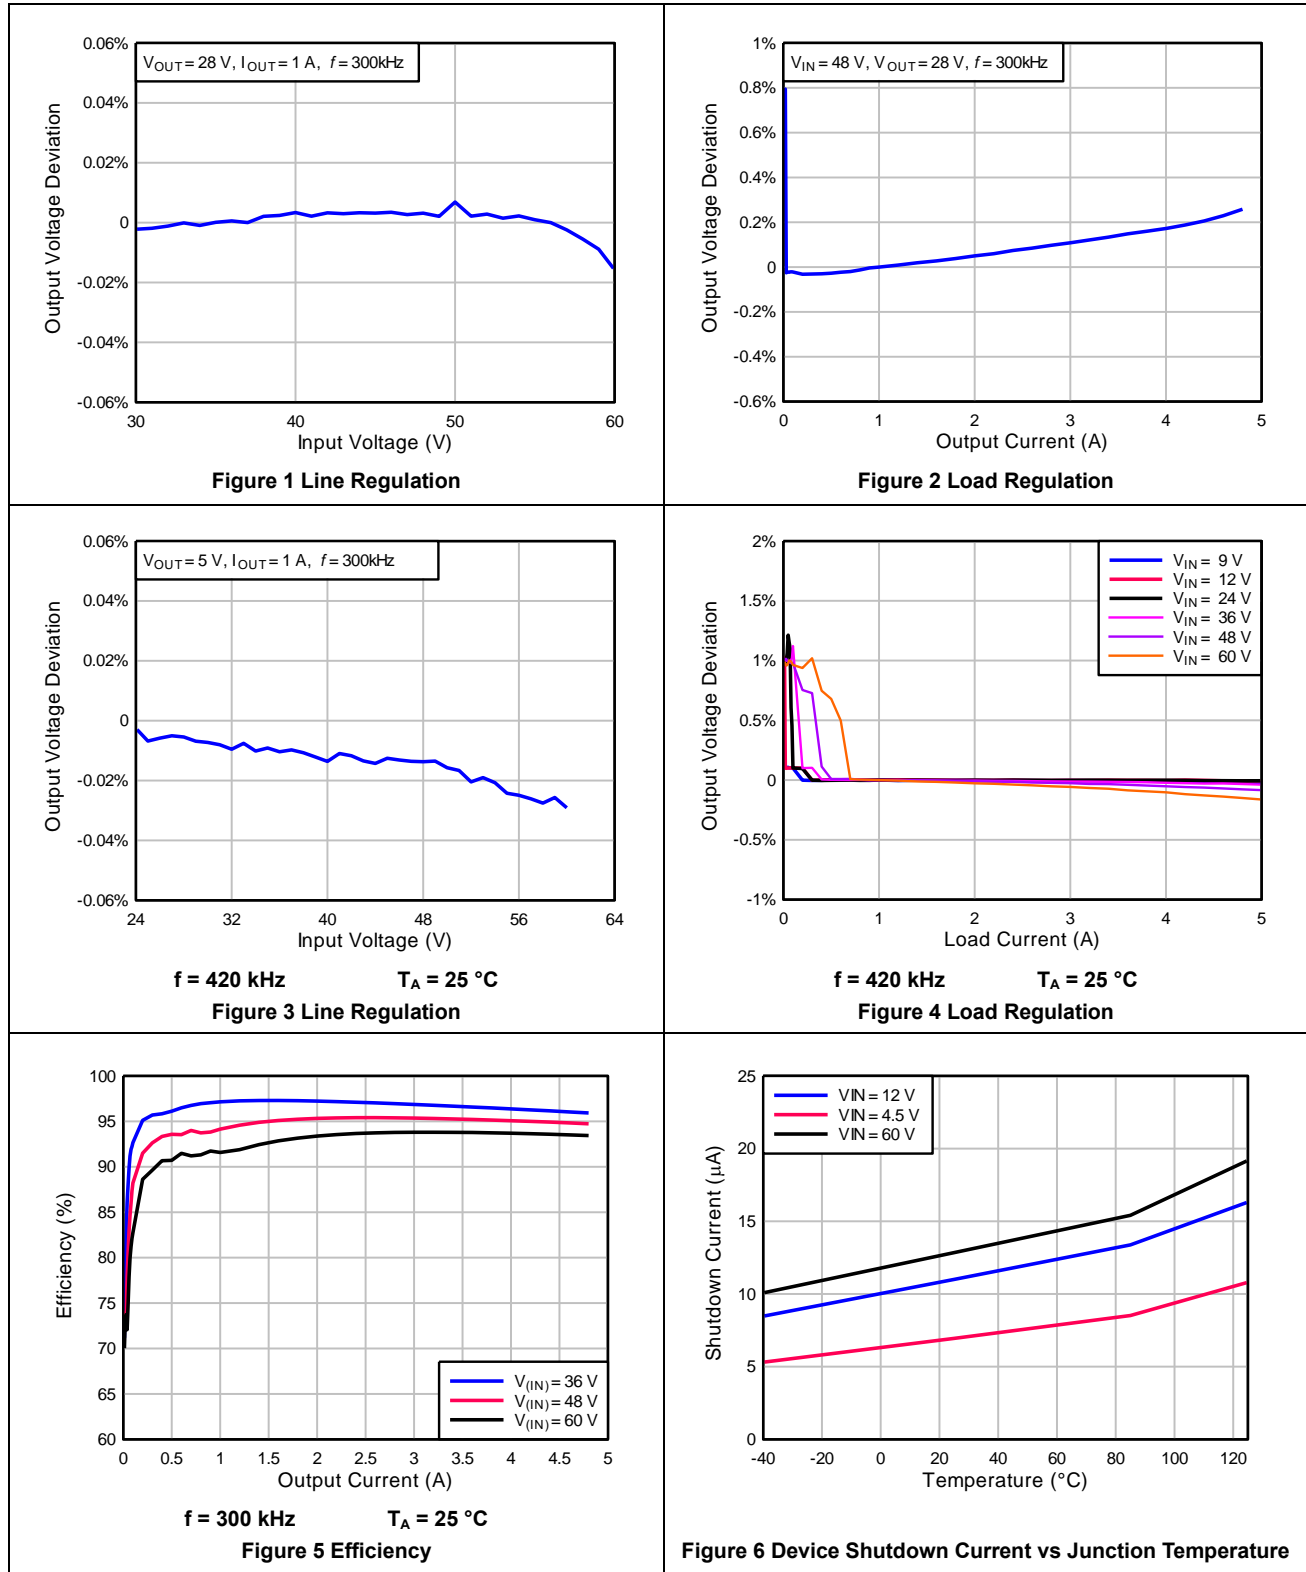 0.06%
0.04%
0.02%
0
-0.02%
-0.04%
-0.06%
Output Voltage Deviation
VOUT = 28 V, IOUT = 1 A, f = 300kHz
30 40 50 60
Input Voltage (V)
Figure 1 Line Regulation
1%
0.8%
0.6%
0.4%
0.2%
0
-0.2%
-0.4%
-0.6%
Output Voltage Deviation
VIN = 48 V, VOUT = 28 V, f = 300kHz
0 1 2 3 4 5
Output Current (A)
Figure 2 Load Regulation
0.06%
0.04%
0.02%
0
-0.02%
-0.04%
-0.06%
Output Voltage Deviation
VOUT = 5 V, IOUT = 1 A, f = 300kHz
24 32 40 48 56 64
Input Voltage (V)
f = 420 kHz TA = 25 °C
Figure 3 Line Regulation
2%
1.5%
1%
0.5%
0
-0.5%
-1%
Output Voltage Deviation
VIN = 9 V
VIN = 12 V
VIN = 24 V
VIN = 36 V
VIN = 48 V
VIN = 60 V
0 1 2 3 4 5
Load Current (A)
f = 420 kHz TA = 25 °C
Figure 4 Load Regulation
100
95
90
85
80
75
70
65
60
Efficiency (%)
V(IN) = 36 V
V(IN) = 48 V
V(IN) = 60 V
0 0.5 1 1.5 2 2.5 3 3.5 4 4.5 5
Output Current (A)
f = 300 kHz TA = 25 °C
Figure 5 Efficiency
25
20
15
10
5
0
Shutdown Current (µA)
VIN = 12 V
VIN = 4.5 V
VIN = 60 V
-40 -20 0 20 40 60 80 100 120
Temperature (°C)
Figure 6 Device Shutdown Current vs Junction Temperature